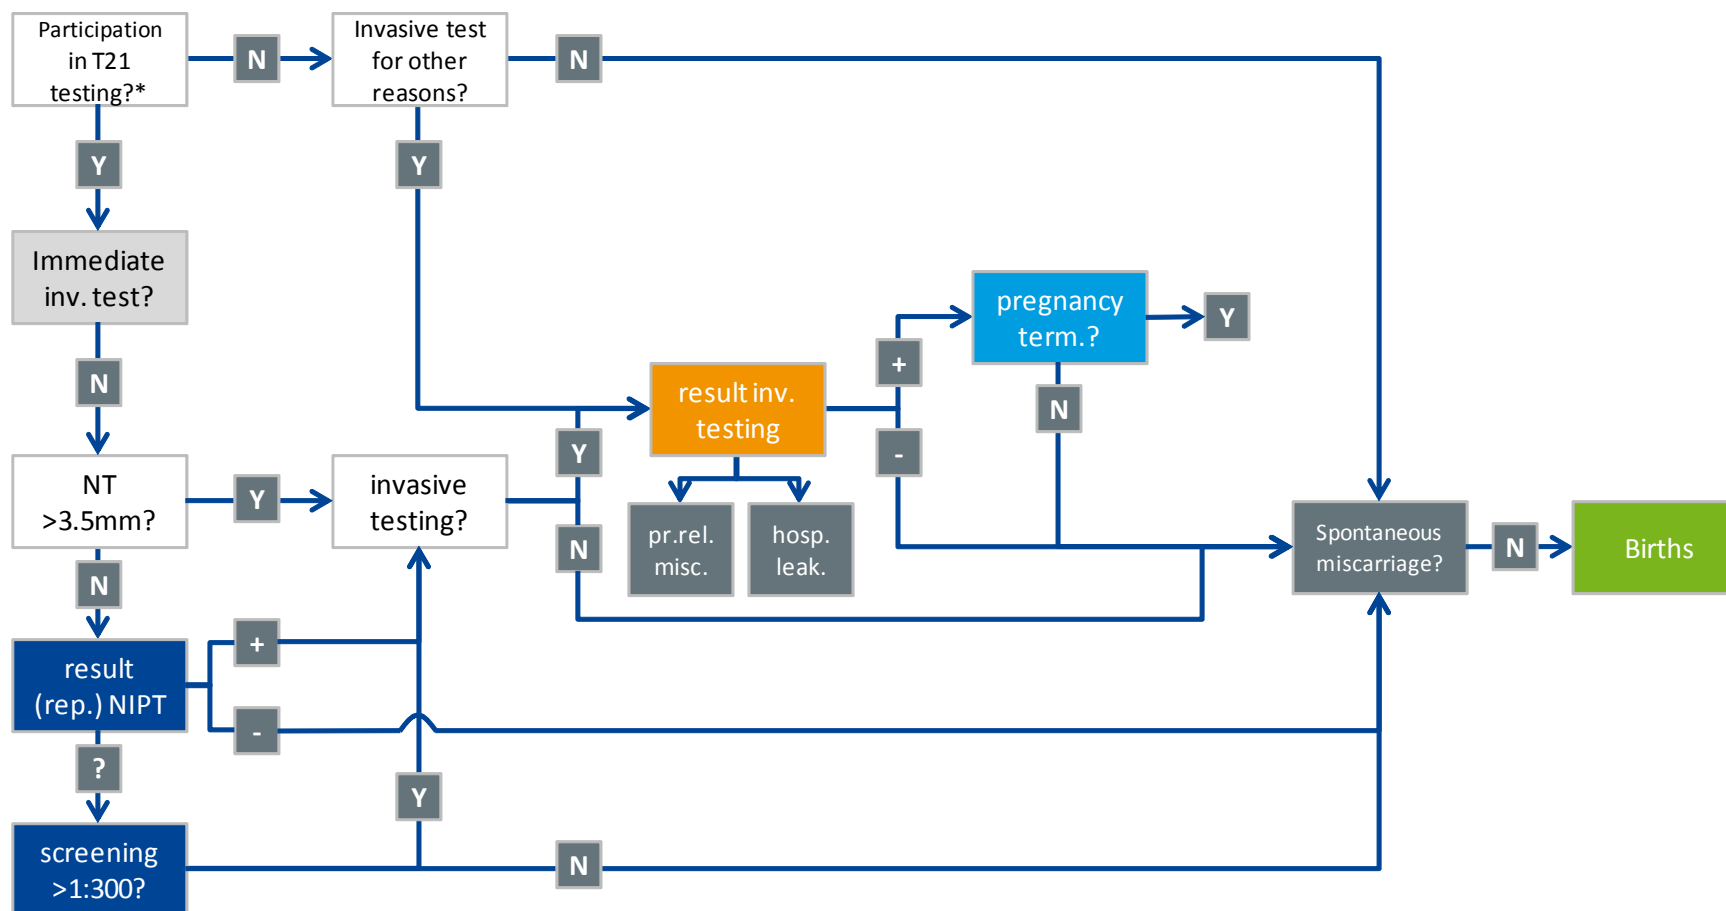 Participation
in T21
testing?*
N
Invasive test
for other
reasons?
N
Y
Y
Immediate
inv. test?
N
pregnancy
term.?
Y
+
N
result inv.
testing
-
Y
NT
>3.5mm?
Y
invasive
testing?
N
pr.rel.
misc.
hosp.
leak.
Spontaneous
miscarriage?
N
Births
N
result
(rep.) NIPT
+
-
?
Y
screening
>1:300?
N